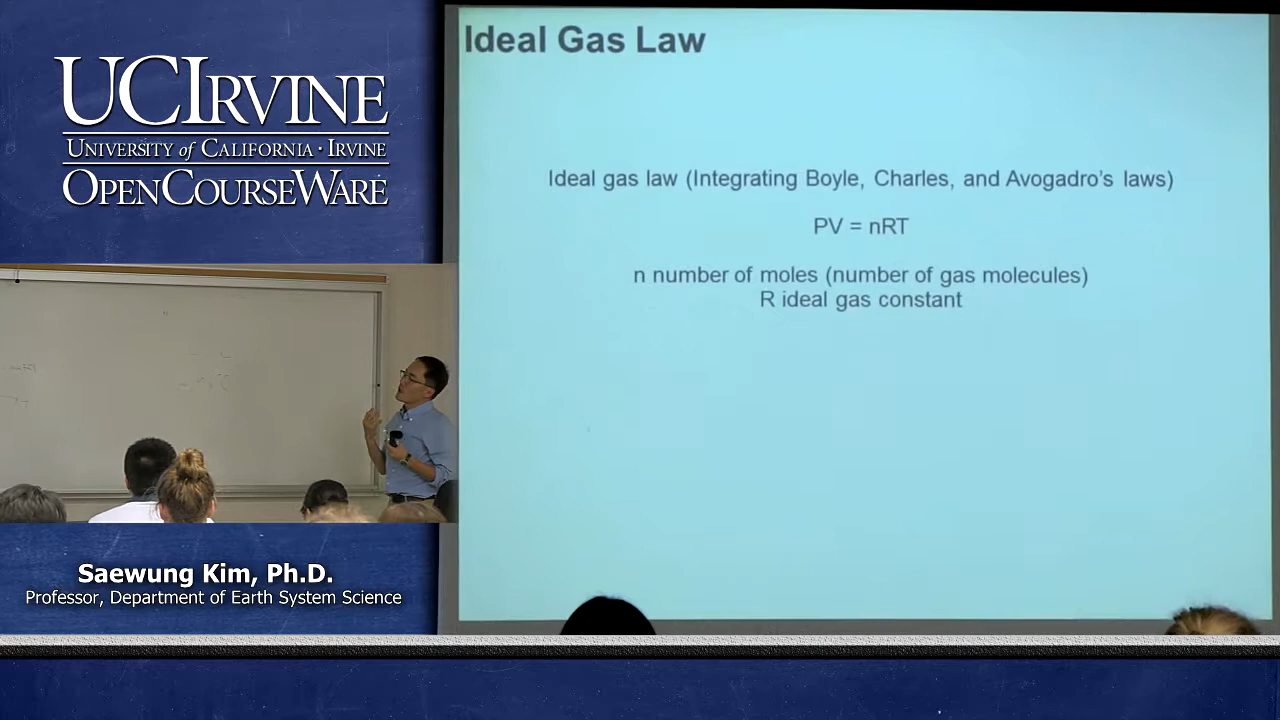 UCIRVINE
UNIVERSITY of CALIFORNIA · IRVINE
OPENCOURSEWARE
Saewung Kim, Ph.D.
Professor, Department of Earth System Science
Ideal Gas Law
Ideal gas law (Integrating Boyle, Charles, and Avogadro's laws)
PV = nRT
n number of moles (number of gas molecules)
R ideal gas constant